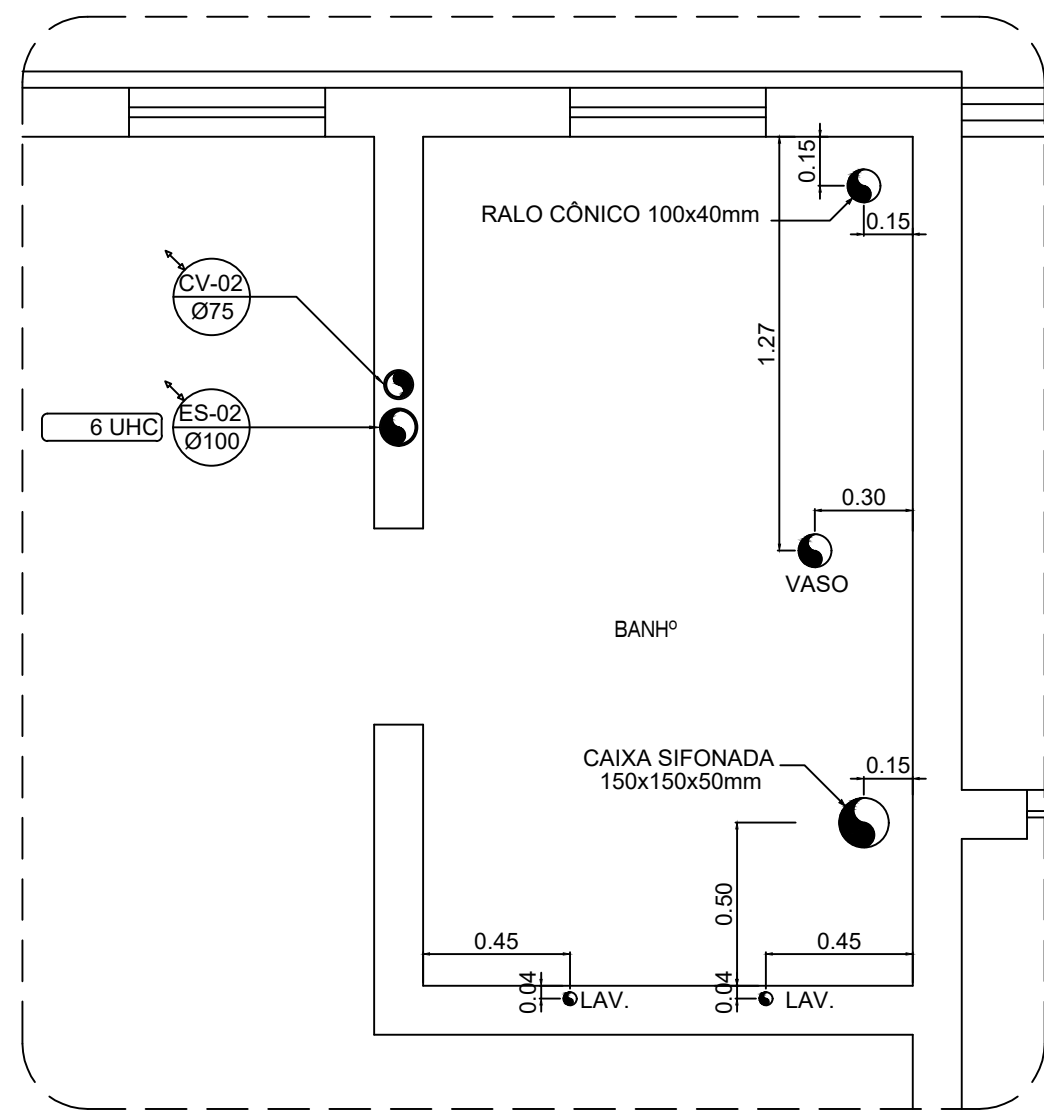 0.15
RALO CÔNICO 100x40mm
0.15
CV-02
Ø75
1.27
6 UHC
ES-02
Ø100
0.30
VASO
BANHº
CAIXA SIFONADA
150x150x50mm
0.15
0.50
0.45
0.45
0.04
LAV.
0.04
LAV.